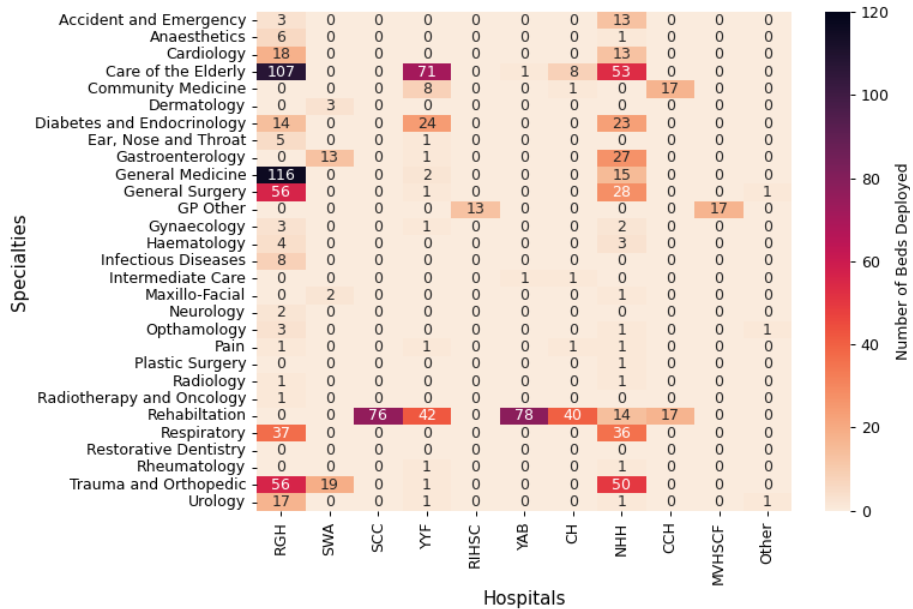 Accident and Emergency 3 0 0 0 0 0 0 13 0 0 0
Anaesthetics 6 0 0 0 0 0 0 1 0 0 0
Cardiology 18 0 0 0 0 0 0 13 0 0 0
Care of the Elderly 107 0 0 71 0 1 8 53 0 0 0
Community Medicine 0 0 0 8 0 0 1 0 17 0 0
Dermatology 0 3 0 0 0 0 0 0 0 0 0
Diabetes and Endocrinology 14 0 0 24 0 0 0 23 0 0 0
Ear, Nose and Throat 5 0 0 1 0 0 0 0 0 0 0
Gastroenterology 0 13 0 1 0 0 0 27 0 0 0
General Medicine 116 0 0 2 0 0 0 15 0 0 0
General Surgery 56 0 0 1 0 0 0 28 0 0 1
GP Other 0 0 0 0 13 0 0 0 0 17 0
Gynaecology 3 0 0 1 0 0 0 2 0 0 0
Haematology 4 0 0 0 0 0 0 3 0 0 0
Infectious Diseases 8 0 0 0 0 0 0 0 0 0 0
Intermediate Care 0 0 0 0 0 1 1 0 0 0 0
Maxillo-Facial 0 2 0 0 0 0 0 1 0 0 0
Neurology 2 0 0 0 0 0 0 0 0 0 0
Opthamology 3 0 0 0 0 0 0 1 0 0 1
Pain 1 0 0 1 0 0 1 1 0 0 0
Plastic Surgery 0 0 0 0 0 0 0 1 0 0 0
Radiology 1 0 0 0 0 0 0 1 0 0 0
Radiotherapy and Oncology 1 0 0 0 0 0 0 0 0 0 0
Rehabiltation 0 0 76 42 0 78 40 14 17 0 0
Respiratory 37 0 0 0 0 0 0 36 0 0 0
Restorative Dentistry 0 0 0 0 0 0 0 0 0 0 0
Rheumatology 0 0 0 1 0 0 0 1 0 0 0
Trauma and Orthopedic 56 19 0 1 0 0 0 50 0 0 0
Urology 17 0 0 1 0 0 0 1 0 0 1
RGH SWA SCC YYF RIHSC YAB CH NHH CCH MVHSCF Other
Hospitals
Specialties
120
100
80
60
40
20
0
Number of Beds Deployed